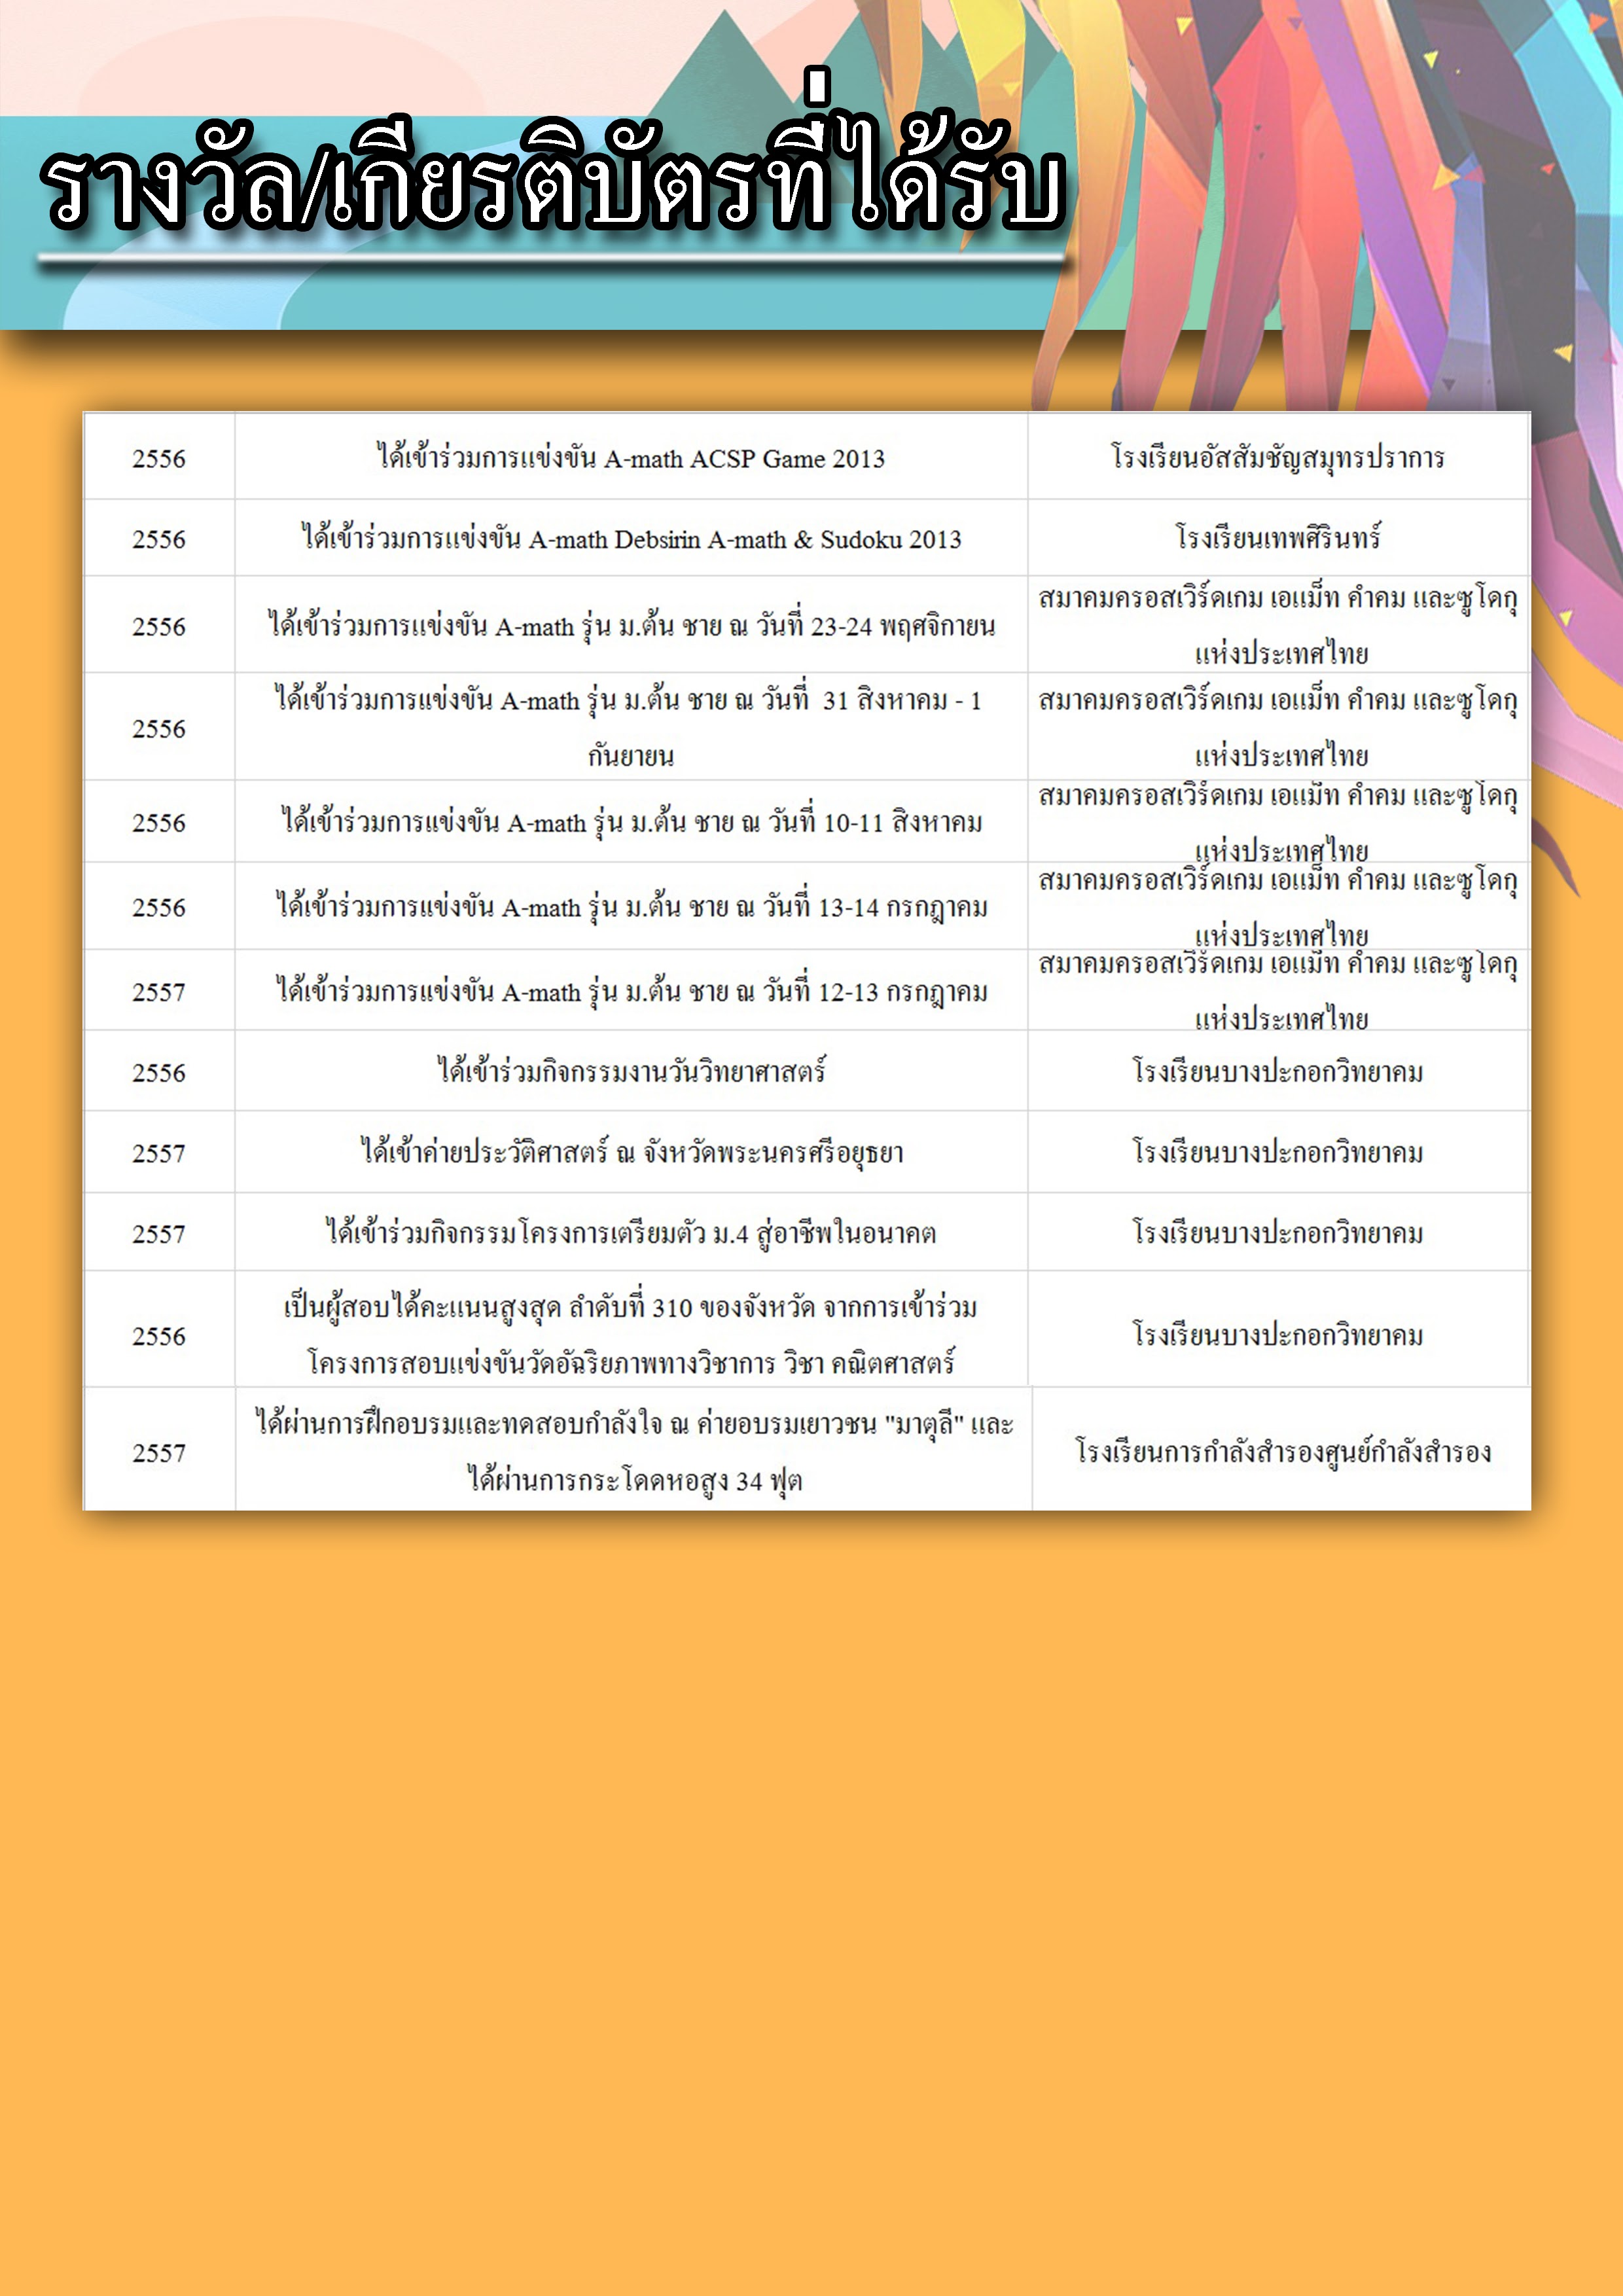 รางวัล/เกียรติบัตรที่ได้รับ
2556 ได้เข้าร่วมการแข่งขัน A-math ACSP Game 2013 โรงเรียนอัสสัมชัญสมุทรปราการ
2556 ได้เข้าร่วมการแข่งขัน A-math Debsirin A-math & Sudoku 2013 โรงเรียนเทพศิรินทร์
2556 ได้เข้าร่วมการแข่งขัน A-math รุ่น ม.ต้น ชาย ณ วันที่ 23-24 พฤศจิกายน สมาคมครอสเวิร์ดเกม เอแม็ท คำคม และซูโดกุ
แห่งประเทศไทย
2556 ได้เข้าร่วมการแข่งขัน A-math รุ่น ม.ต้น ชาย ณ วันที่ 31 สิงหาคม - 1 สมาคมครอสเวิร์ดเกม เอแม็ท คำคม และซูโดกุ
กันยายน แห่งประเทศไทย
2556 ได้เข้าร่วมการแข่งขัน A-math รุ่น ม.ต้น ชาย ณ วันที่ 10-11 สิงหาคม สมาคมครอสเวิร์ดเกม เอแม็ท คำคม และซูโดกุ
แห่งประเทศไทย
2556 ได้เข้าร่วมการแข่งขัน A-math รุ่น ม.ต้น ชาย ณ วันที่ 13-14 กรกฎาคม สมาคมครอสเวิร์ดเกม เอแม็ท คำคม และซูโดกุ
แห่งประเทศไทย
2557 ได้เข้าร่วมการแข่งขัน A-math รุ่น ม.ต้น ชาย ณ วันที่ 12-13 กรกฎาคม สมาคมครอสเวิร์ดเกม เอแม็ท คำคม และซูโดกุ
แห่งประเทศไทย
2556 ได้เข้าร่วมกิจกรรมงานวันวิทยาศาสตร์ โรงเรียนบางปะกอกวิทยาคม
2557 ได้เข้าค่ายประวัติศาสตร์ ณ จังหวัดพระนครศรีอยุธยา โรงเรียนบางปะกอกวิทยาคม
2557 ได้เข้าร่วมกิจกรรมโครงการเตรียมตัว ม.4 สู่อาชีพในอนาคต โรงเรียนบางปะกอกวิทยาคม
2556 เป็นผู้สอบได้คะแนนสูงสุด ลำดับที่ 310 ของจังหวัด จากการเข้าร่วม โรงเรียนบางปะกอกวิทยาคม
โครงการสอบแข่งขันวัดอัฉริยภาพทางวิชาการ วิชา คณิตศาสตร์
2557 ได้ผ่านการฝึกอบรมและทดสอบกำลังใจ ณ ค่ายอบรมเยาวชน "มาตุลี" และ โรงเรียนการกำลังสำรองศูนย์กำลังสำรอง
ได้ผ่านการกระโดดหอสูง 34 ฟุต